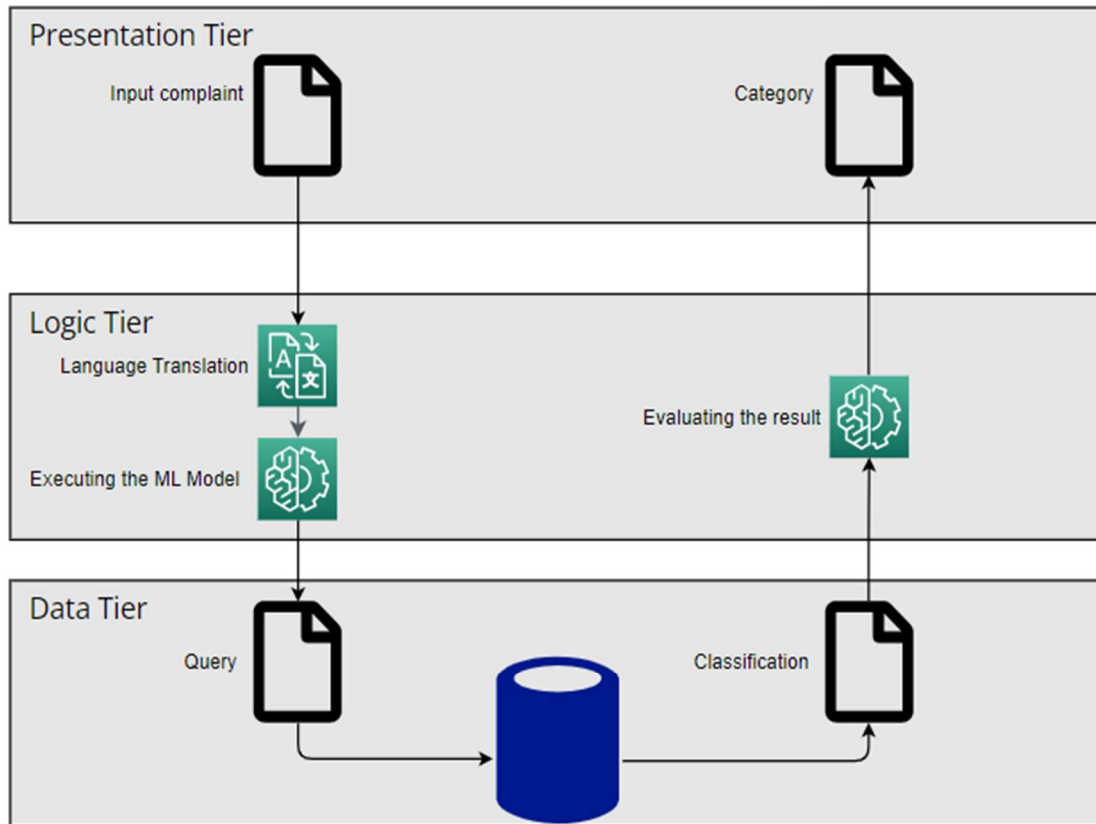 Presentation Tier
Input complaint
Category
Logic Tier
Language Translation
Evaluating the result
Executing the ML Model
Data Tier
Query
Classification
A
文